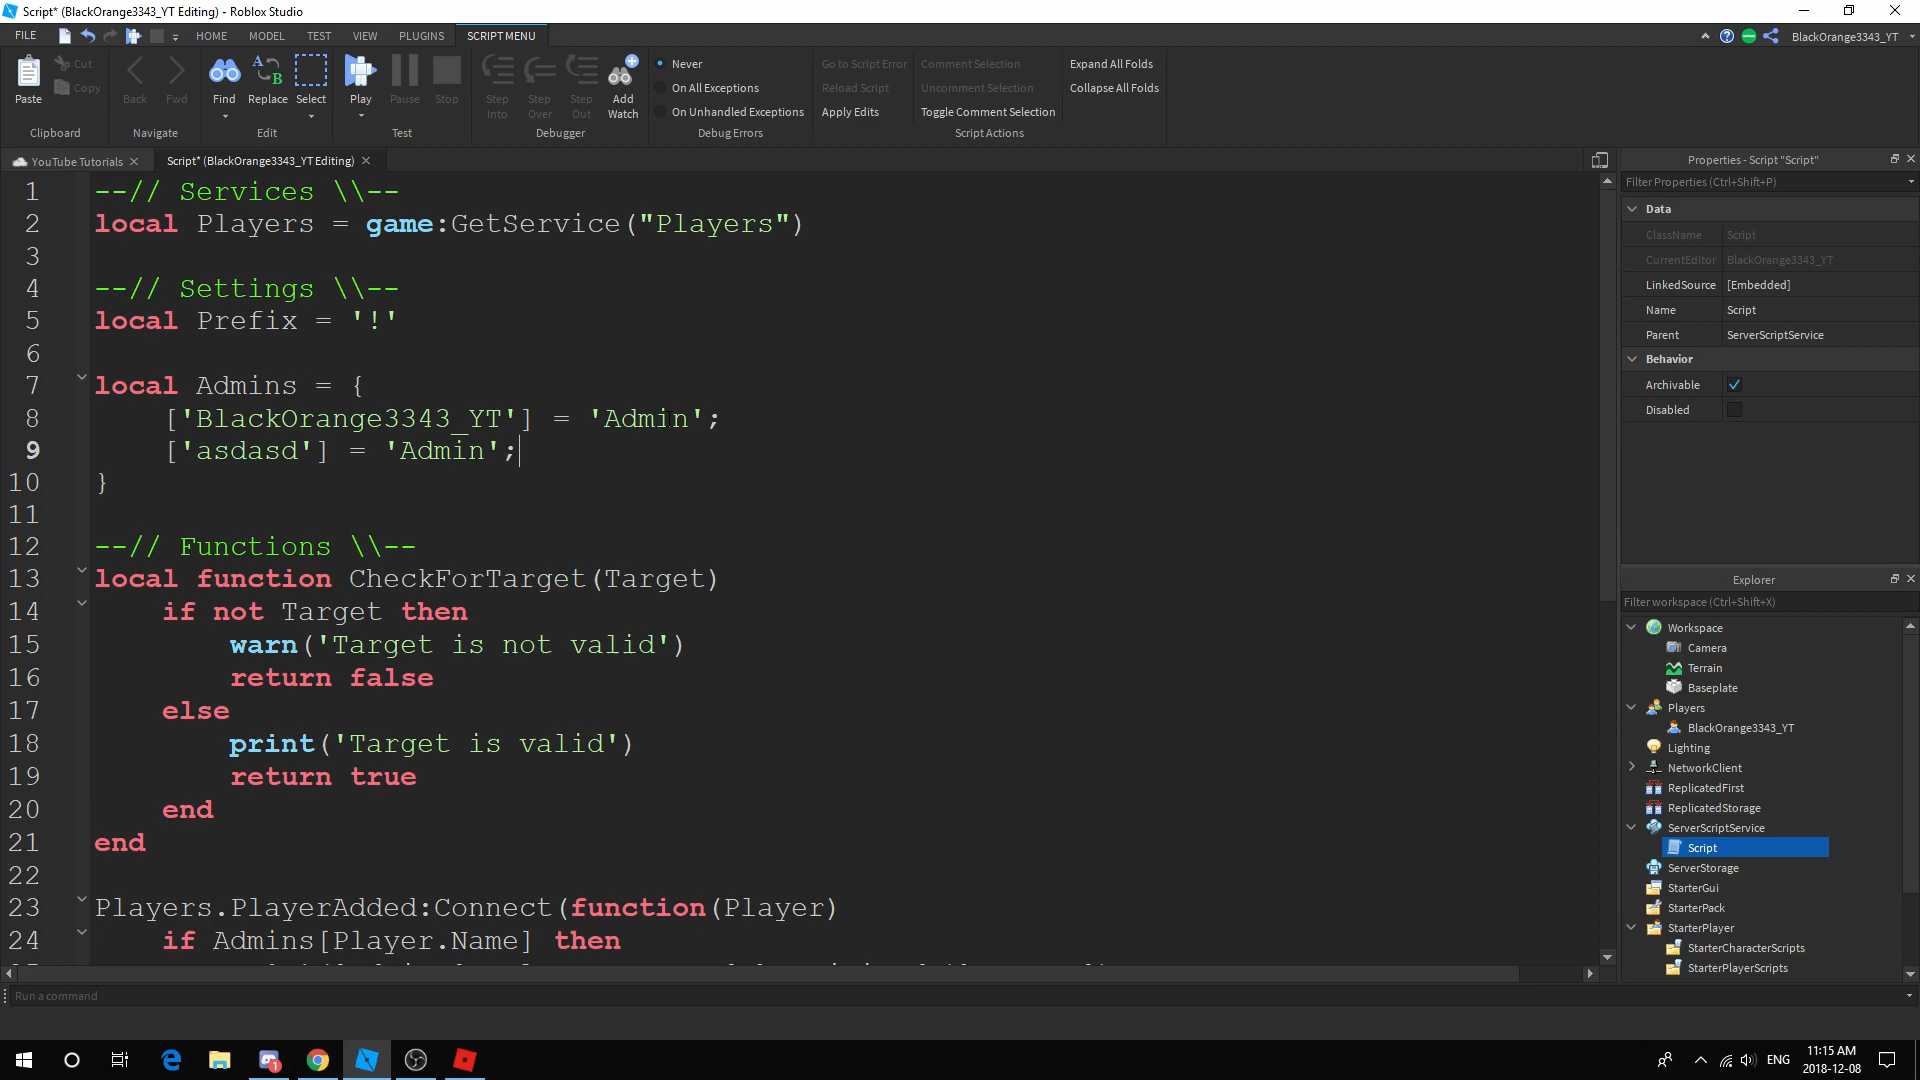 Script* (BlackOrange3343_YT Editing) - Roblox Studio
FILE HOME MODEL TEST VIEW PLUGINS SCRIPT MENU BlackOrange3343_YT
Paste Cut Copy Back Fwd Find Replace Select Play Pause Stop Step Into Step Over Step Out Add Watch
Never
On All Exceptions
On Unhandled Exceptions
Go to Script Error
Reload Script
Apply Edits
Comment Selection
Uncomment Selection
Toggle Comment Selection
Expand All Folds
Collapse All Folds
Clipboard Navigate Edit Test Debugger Debug Errors Script Actions
YouTube Tutorials Script* (BlackOrange3343_YT Editing)
1 --// Services \\--
2 local Players = game:GetService("Players")
3
4 --// Settings \\--
5 local Prefix = '!'
6
7 local Admins = {
8 ['BlackOrange3343_YT'] = 'Admin';
9 ['asdasd'] = 'Admin';
10 }
11
12 --// Functions \\--
13 local function CheckForTarget(Target)
14 if not Target then
15 warn('Target is not valid')
16 return false
17 else
18 print('Target is valid')
19 return true
20 end
21 end
22
23 Players.PlayerAdded:Connect(function(Player)
24 if Admins[Player.Name] then
Properties - Script "Script"
Filter Properties (Ctrl+Shift+P)
Data
ClassName Script
CurrentEditor BlackOrange3343_YT
LinkedSource [Embedded]
Name Script
Parent ServerScriptService
Behavior
Archivable
Disabled
Explorer
Filter workspace (Ctrl+Shift+X)
Workspace
Camera
Terrain
Baseplate
Players
BlackOrange3343_YT
Lighting
NetworkClient
ReplicatedFirst
ReplicatedStorage
ServerScriptService
Script
ServerStorage
StarterGui
StarterPack
StarterPlayer
StarterCharacterScripts
StarterPlayerScripts
Run a command
1
ENG
11:15 AM
2018-12-08